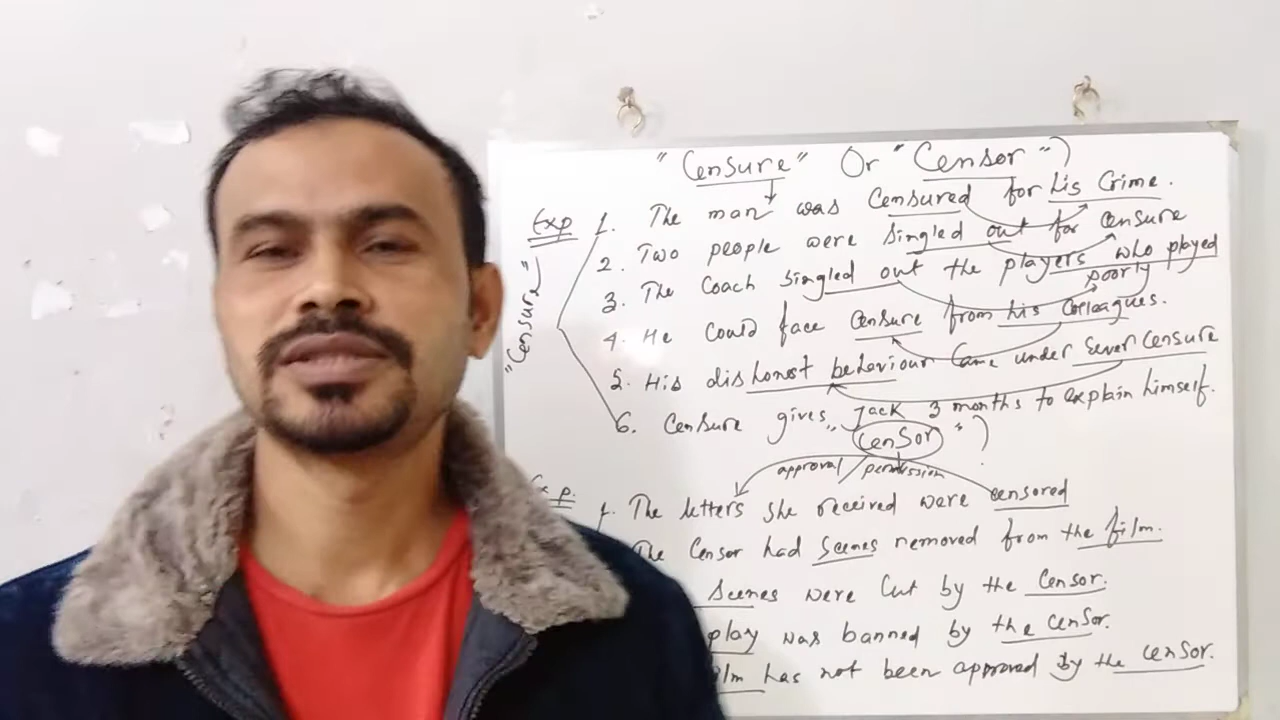 "Censure" Or "Censor")
Exp 1. The man was Censured for his Crime.
2. Two people were singled out for censure
3. The Coach singled out the players who played poorly
4. He could face censure from his colleagues.
5. His dishonest behaviour came under sever censure
6. Censure gives Jack 3 months to explain himself.
"Censure"
"Censor")
approval/permission
Exp. 1. The letters she received were censored
The Censor had scenes removed from the film.
Scenes were cut by the Censor.
play was banned by the censor.
ilm has not been approved by the censor.